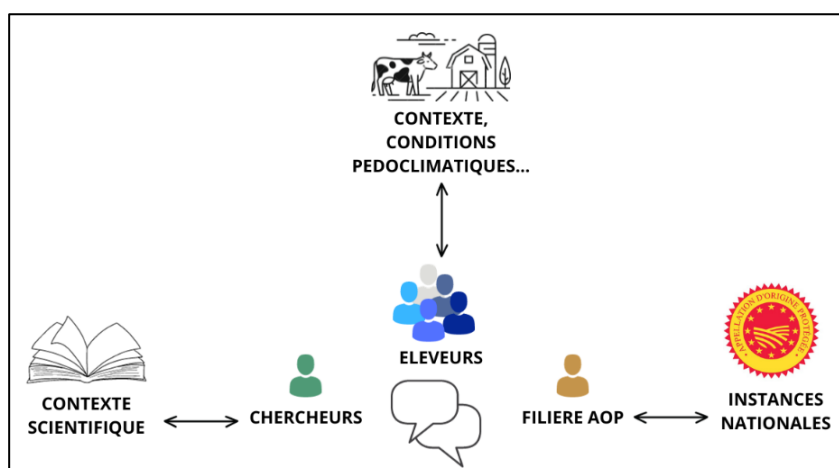 CONTEXTE,
CONDITIONS
PEDOCLIMATIQUES...
ELEVEURS
APPELLATION D'ORIGINE PROTÉGÉE
CONTEXTE
SCIENTIFIQUE
CHERCHEURS
FILIERE AOP
INSTANCES
NATIONALES